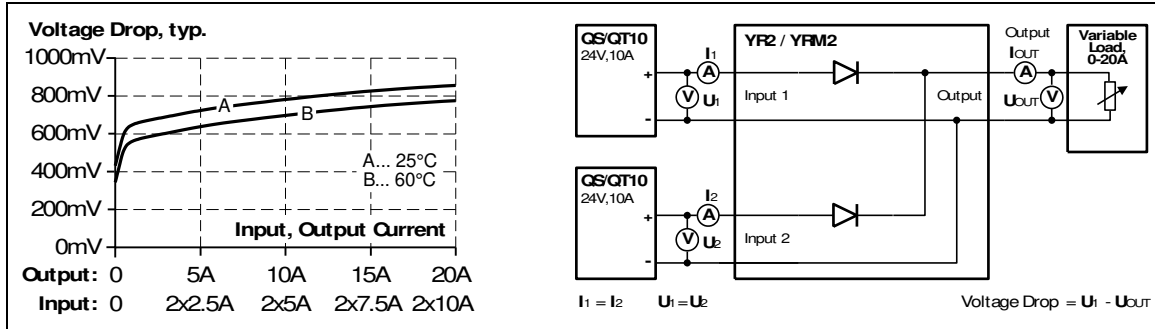 Voltage Drop, typ.
1000mV
800mV
600mV
400mV
200mV
0mV
A
B
A... 25°C
B... 60°C
Input, Output Current
Output: 0 5A 10A 15A 20A
Input: 0 2x2.5A 2x5A 2x7.5A 2x10A
QS/QT10
24V,10A
+
-
I1
A
V U1
YR2 / YRM2
Input 1
Output
Output
IOUT
A
UOUT V
Variable
Load,
0-20A
QS/QT10
24V,10A
+
-
I2
A
V U2
Input 2
I1 = I2 U1 = U2
Voltage Drop = U1 - UOUT